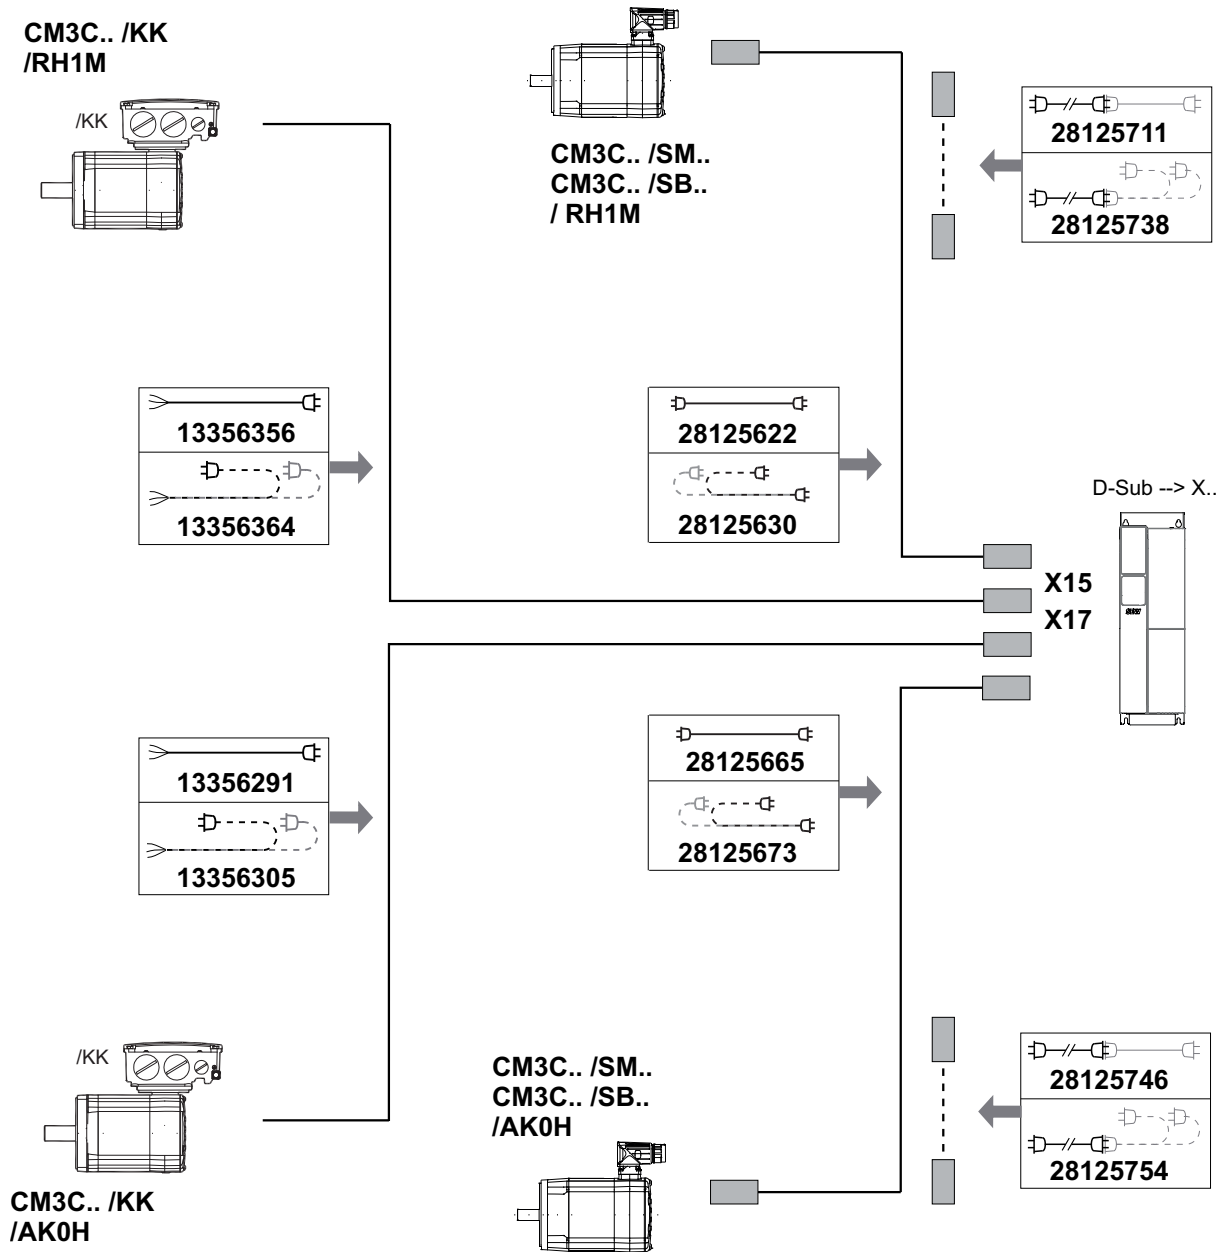 CM3C.. /KK
/RH1M
/KK
CM3C.. /SM..
CM3C.. /SB..
/ RH1M
28125711
28125738
13356356
13356364
28125622
28125630
D-Sub --> X..
X15
X17
13356291
13356305
28125665
28125673
/KK
CM3C.. /KK
/AK0H
CM3C.. /SM..
CM3C.. /SB..
/AK0H
28125746
28125754